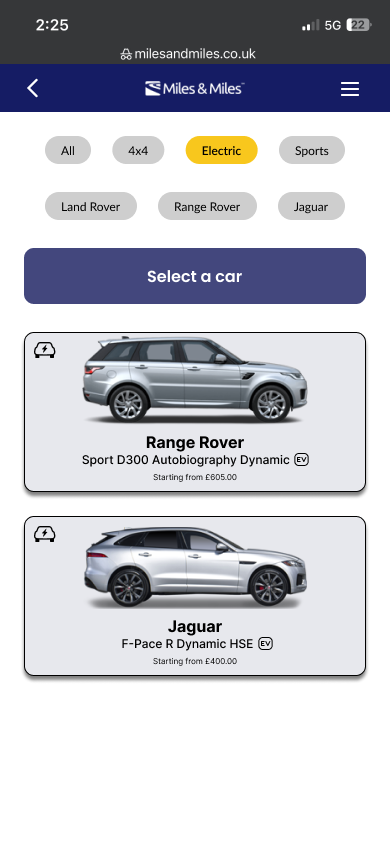 2:25
5G 22
milesandmiles.co.uk
Miles & Miles™
All 4x4 Electric Sports
Land Rover Range Rover Jaguar
Select a car
Range Rover
Sport D300 Autobiography Dynamic EV
Starting from £605.00
Jaguar
F-Pace R Dynamic HSE EV
Starting from £400.00